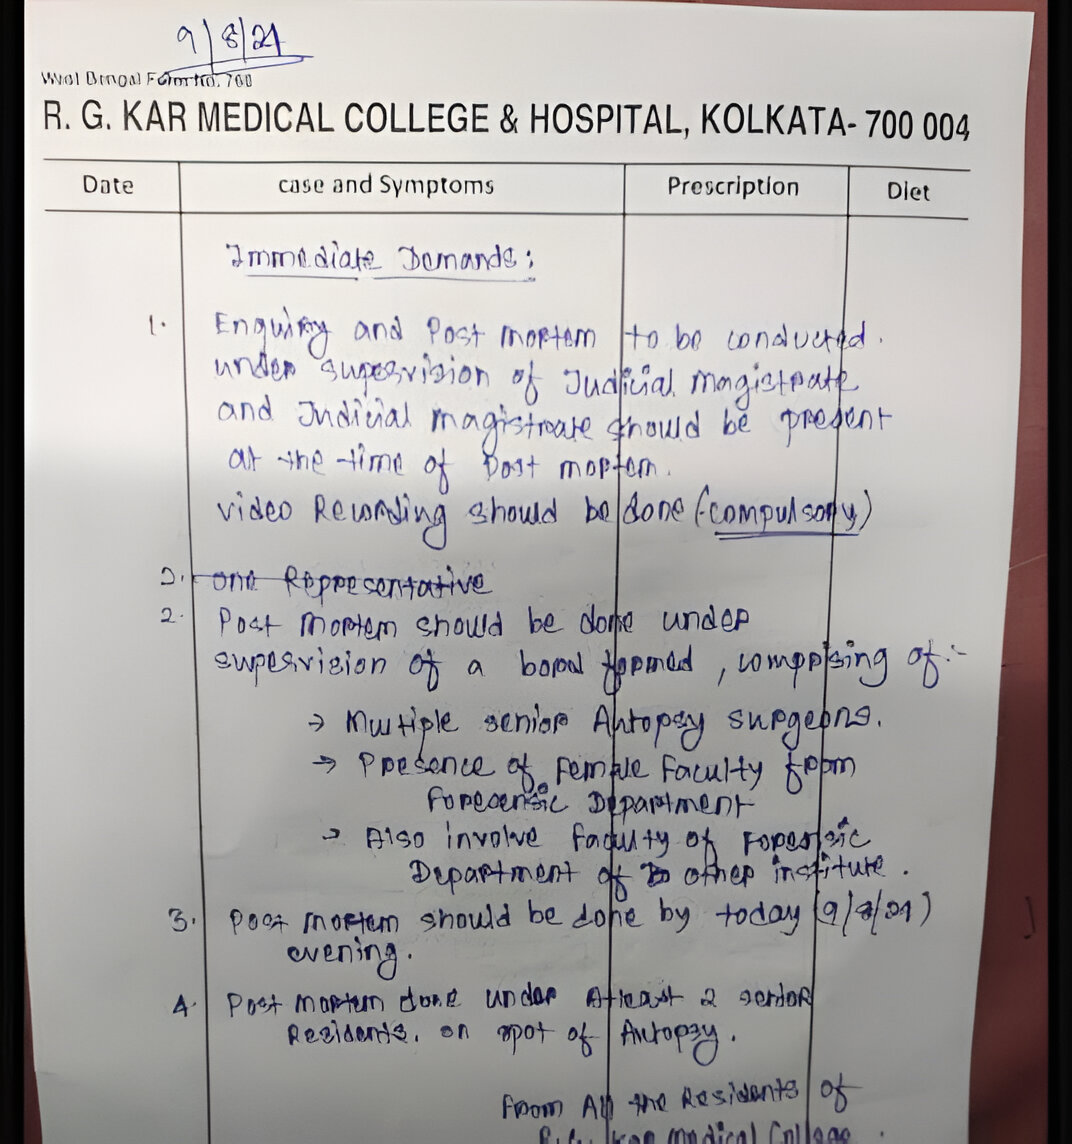 9/8/24
West Bengal Form No. 700
R. G. KAR MEDICAL COLLEGE & HOSPITAL, KOLKATA- 700 004
Date case and Symptoms Prescription Diet
Immediate Demands:
1. Enquiry and Post mortem to be conducted.
under supervision of Judicial magistrate
and Judicial magistrate should be present
at the time of post mortem.
video Recording should be done (compulsory)
2. one Representative
2. Post mortem should be done under
supervision of a board formed, comprising of:-
→ Multiple senior Autopsy surgeons.
→ Presence of Female Faculty from
Forensic Department
→ Also involve faculty of Forensic
Department of other institute.
3. Post mortem should be done by today (9/8/24)
evening.
4. Post mortem done under Atleast 2 senior
Residents. on spot of Autopsy.
From All the Residents of
R.G. Kar medical College.